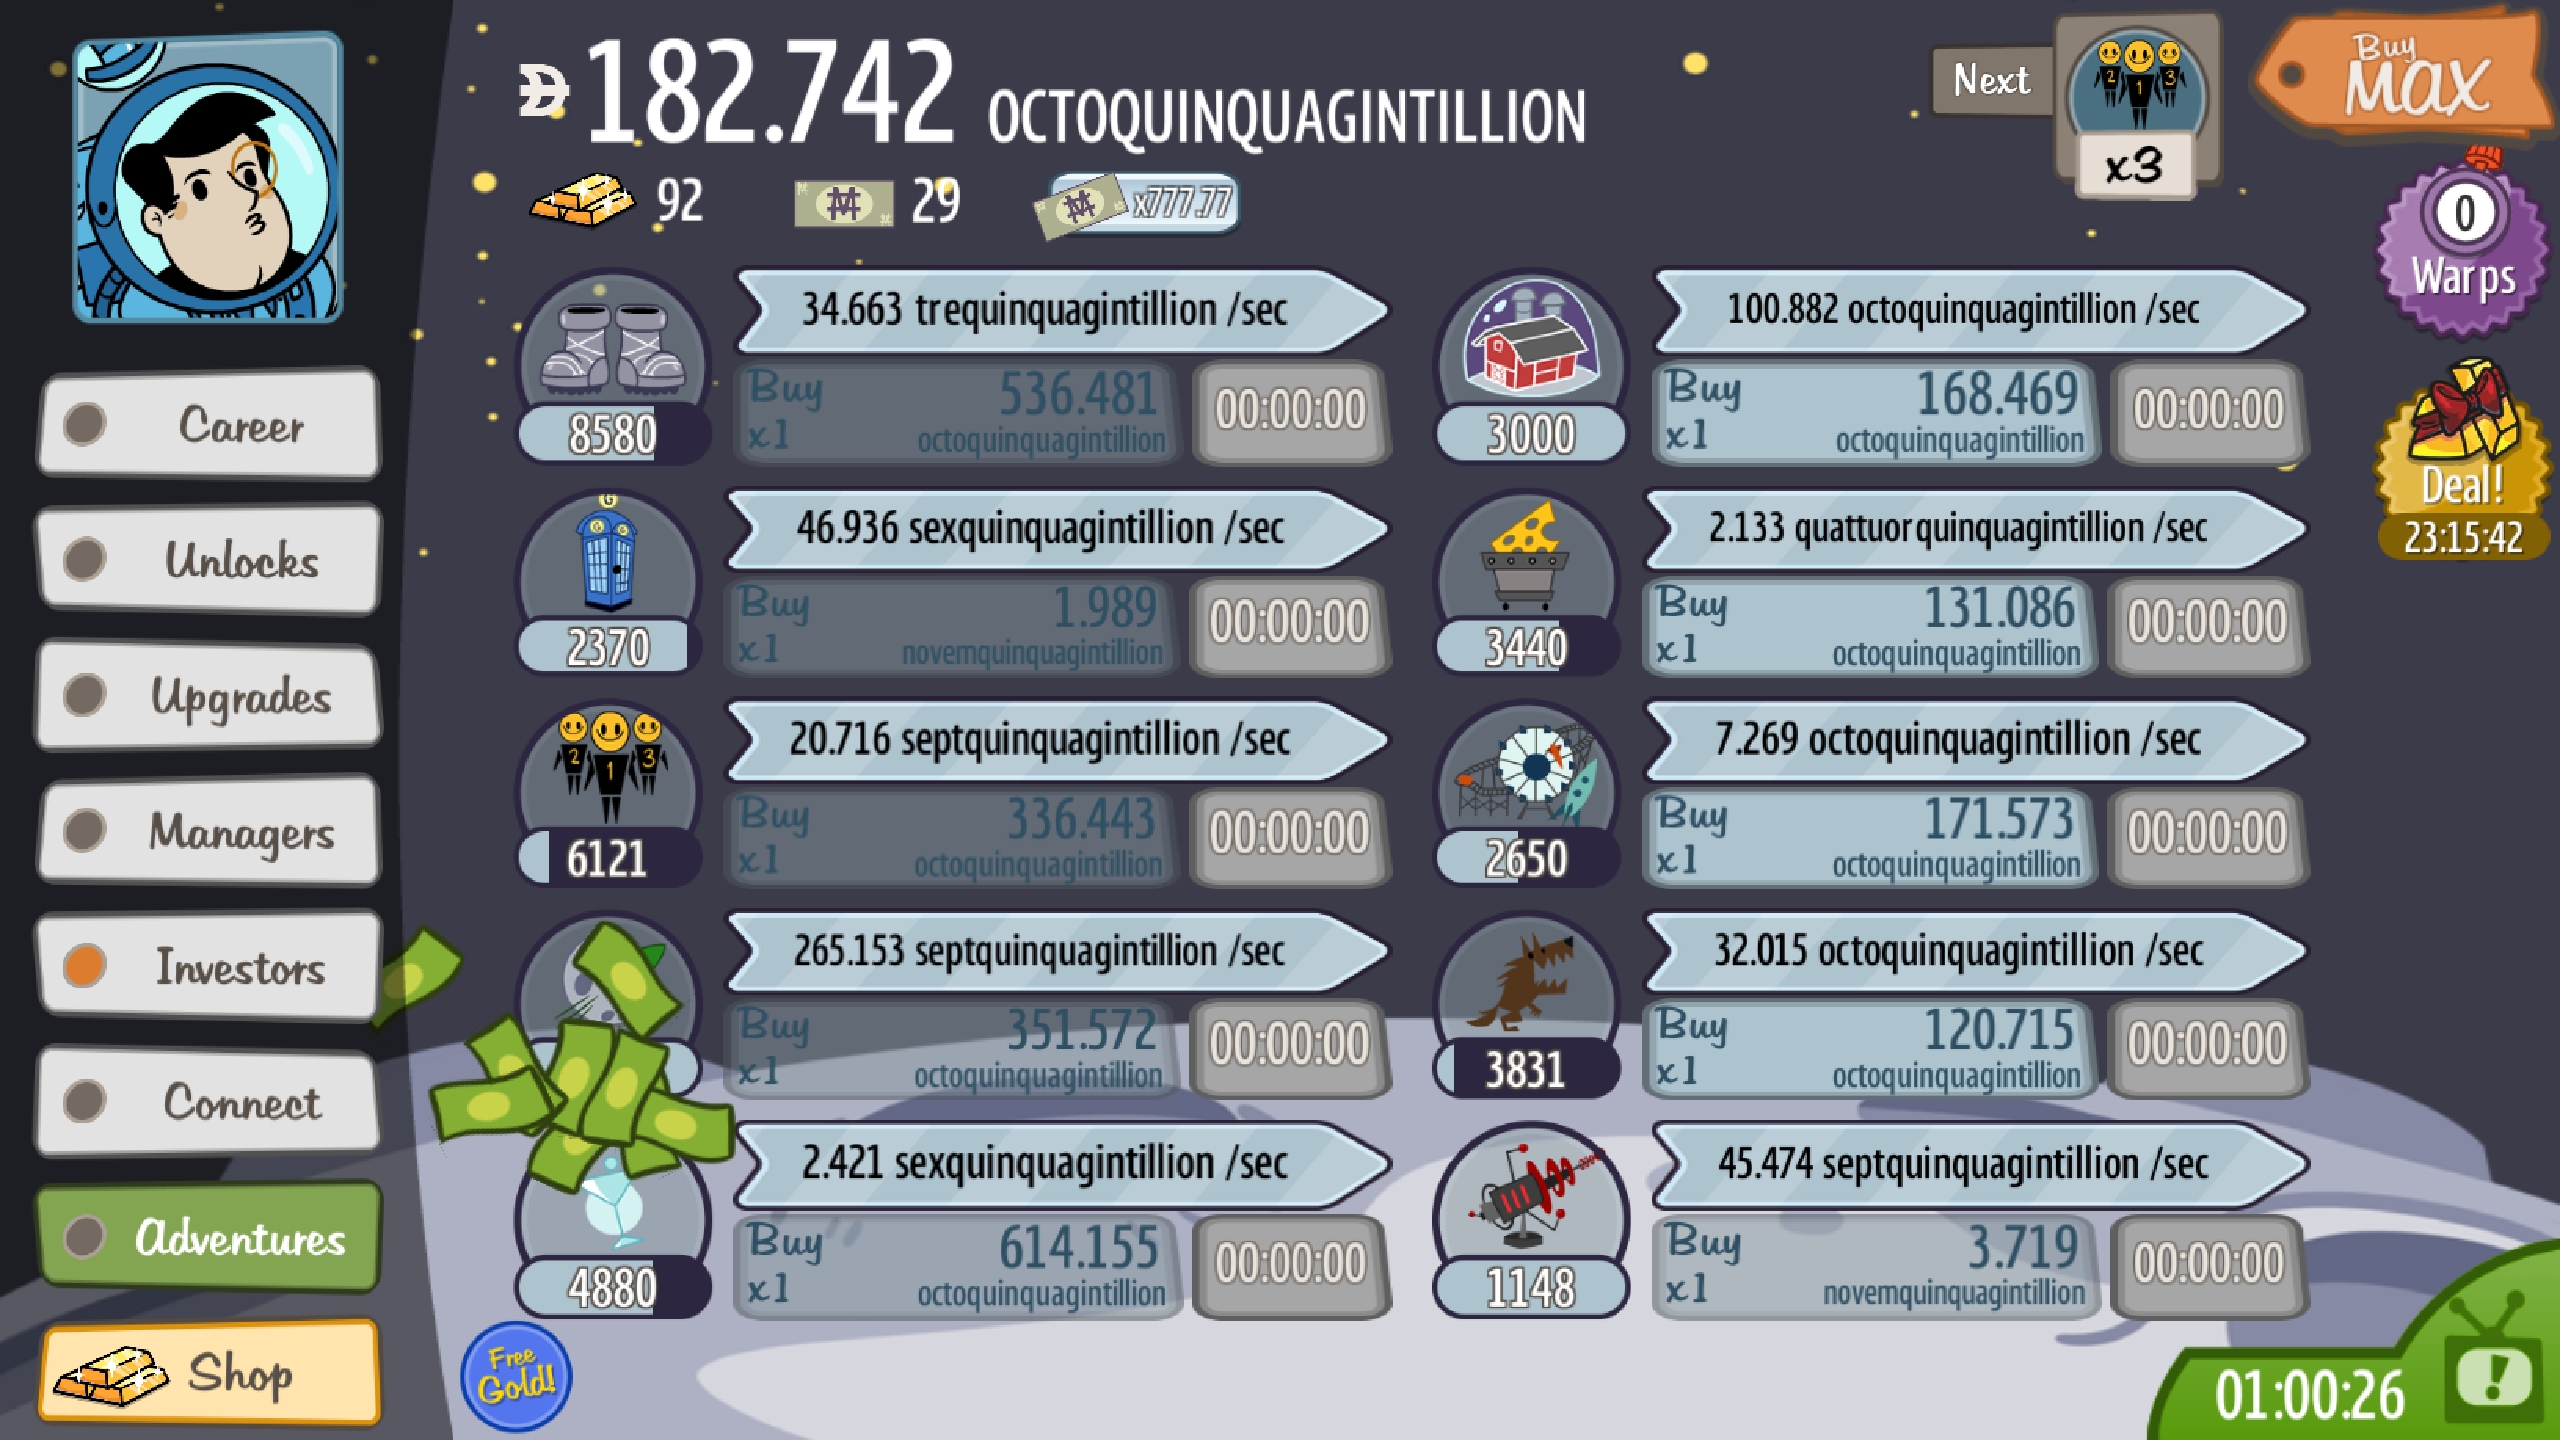 182.742 OCTOQUINQUAGINTILLION
92
29
x777.77
Next
x3
Buy
MAX
0
Warps
Deal!
23:15:42
Career
Unlocks
Upgrades
Managers
Investors
Connect
Adventures
Shop
34.663 trequinquagintillion /sec
Buy
x1
536.481
octoquinquagintillion
00:00:00
8580
100.882 octoquinquagintillion /sec
Buy
x1
168.469
octoquinquagintillion
00:00:00
3000
G
46.936 sexquinquagintillion /sec
Buy
x1
1.989
novemquinquagintillion
00:00:00
2370
2.133 quattuorquinquagintillion /sec
Buy
x1
131.086
octoquinquagintillion
00:00:00
3440
2 1 3
20.716 septquinquagintillion /sec
Buy
x1
336.443
octoquinquagintillion
00:00:00
6121
7.269 octoquinquagintillion /sec
Buy
x1
171.573
octoquinquagintillion
00:00:00
2650
265.153 septquinquagintillion /sec
Buy
x1
351.572
octoquinquagintillion
00:00:00
32.015 octoquinquagintillion /sec
Buy
x1
120.715
octoquinquagintillion
00:00:00
3831
2.421 sexquinquagintillion /sec
Buy
x1
614.155
octoquinquagintillion
00:00:00
4880
45.474 septquinquagintillion /sec
Buy
x1
3.719
novemquinquagintillion
00:00:00
1148
Free
Gold!
01:00:26
!